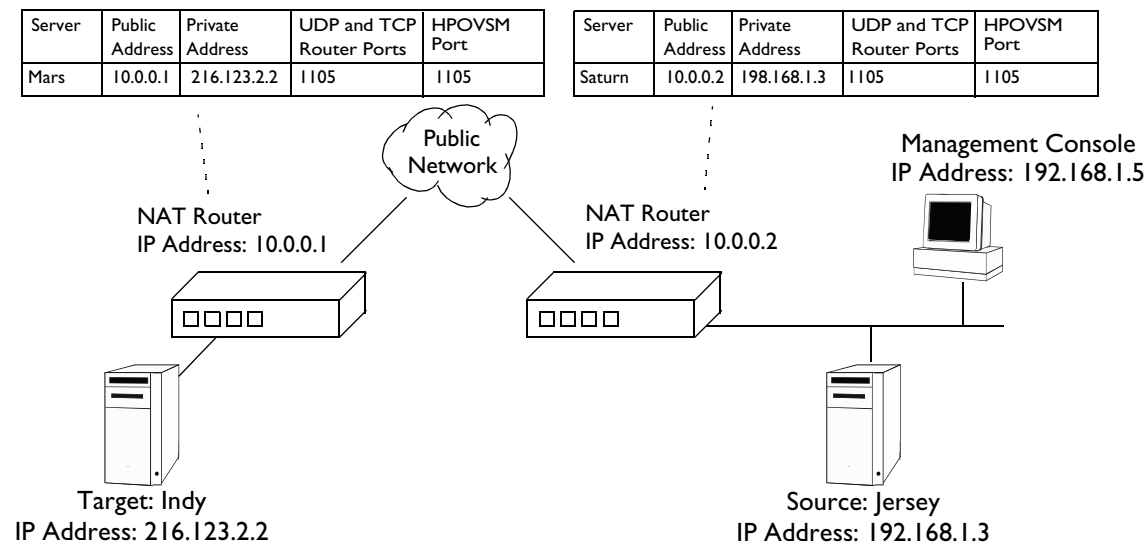 Server Public Address Private Address UDP and TCP Router Ports HPOVSM Port
Mars 10.0.0.1 216.123.2.2 1105 1105
Server Public Address Private Address UDP and TCP Router Ports HPOVSM Port
Saturn 10.0.0.2 198.168.1.3 1105 1105
Public
Network
Management Console
IP Address: 192.168.1.5
NAT Router
IP Address: 10.0.0.1
NAT Router
IP Address: 10.0.0.2
Target: Indy
IP Address: 216.123.2.2
Source: Jersey
IP Address: 192.168.1.3